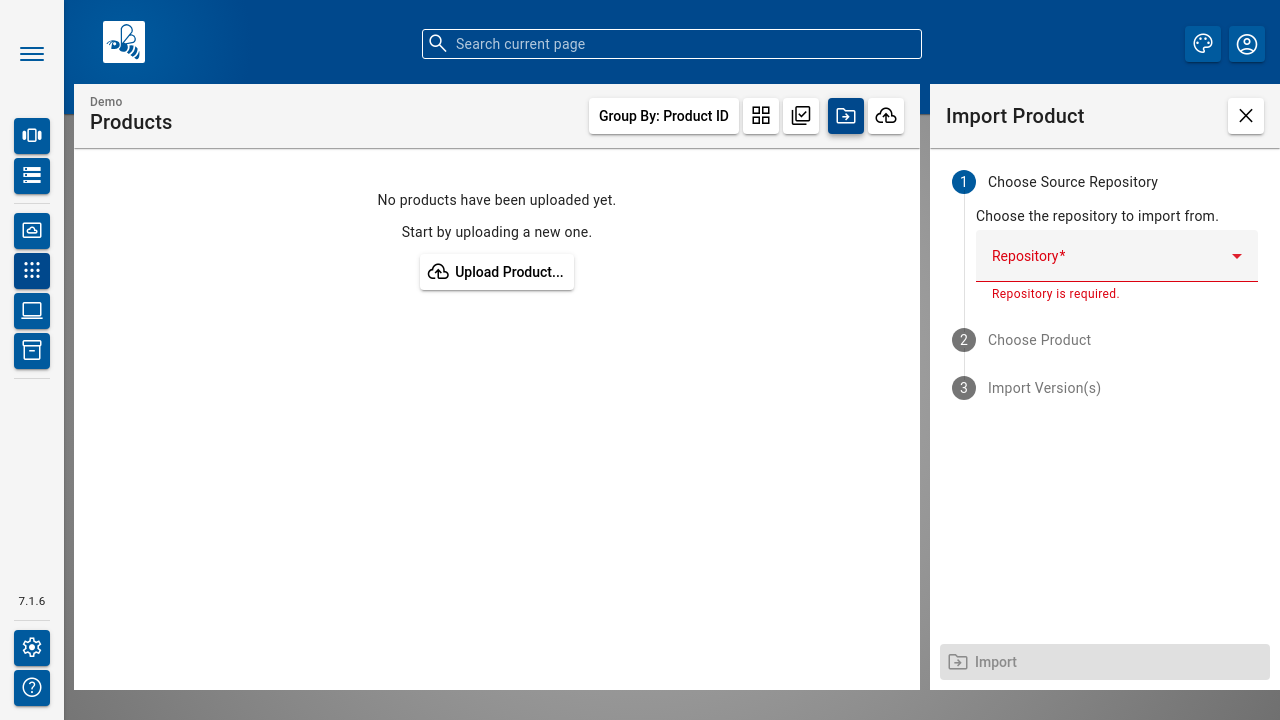 Search current page
Demo
Products
Group By: Product ID
Import Product
No products have been uploaded yet.
Start by uploading a new one.
Upload Product...
1 Choose Source Repository
Choose the repository to import from.
Repository*
Repository is required.
2 Choose Product
3 Import Version(s)
7.1.6
Import